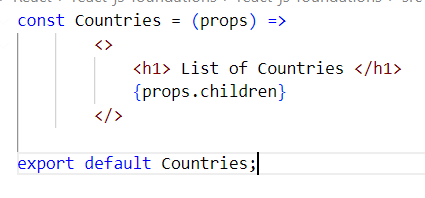 const Countries = (props) =>
<>
<h1> List of Countries </h1>
{props.children}
</>
export default Countries;